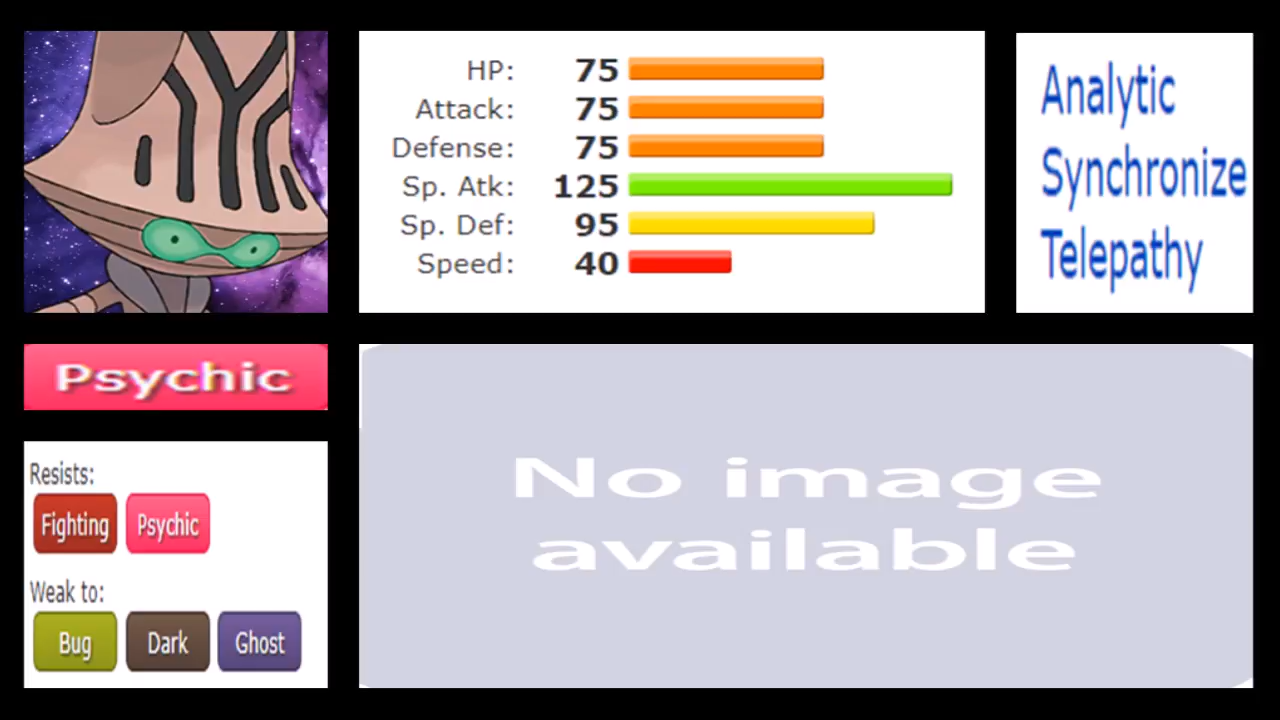 HP: 75
Attack: 75
Defense: 75
Sp. Atk: 125
Sp. Def: 95
Speed: 40
Analytic
Synchronize
Telepathy
Psychic
Resists:
Fighting Psychic
Weak to:
Bug Dark Ghost
No image
available